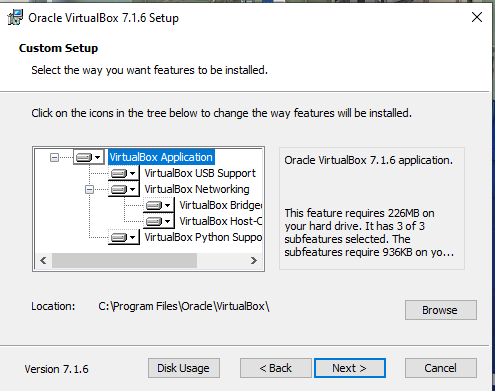 Oracle VirtualBox 7.1.6 Setup
Custom Setup
Select the way you want features to be installed.
Click on the icons in the tree below to change the way features will be installed.
VirtualBox Application
VirtualBox USB Support
VirtualBox Networking
VirtualBox Bridge
VirtualBox Host-C
VirtualBox Python Suppo
Oracle VirtualBox 7.1.6 application.
This feature requires 226MB on
your hard drive. It has 3 of 3
subfeatures selected. The
subfeatures require 936KB on yo...
Location: C:\Program Files\Oracle\VirtualBox\
Browse
Version 7.1.6
Disk Usage
< Back
Next >
Cancel